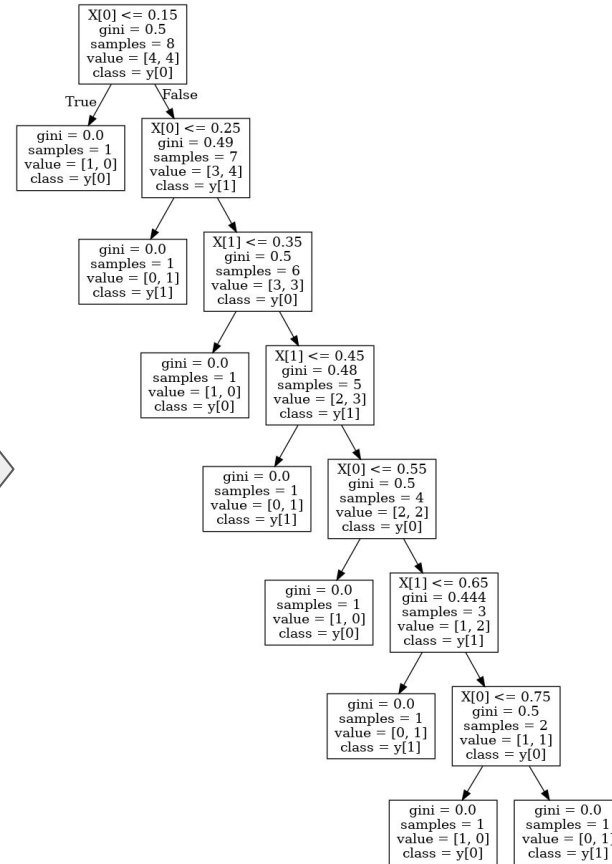 X[0] <= 0.15
gini = 0.5
samples = 8
value = [4, 4]
class = y[0]
True
False
gini = 0.0
samples = 1
value = [1, 0]
class = y[0]
X[0] <= 0.25
gini = 0.49
samples = 7
value = [3, 4]
class = y[1]
gini = 0.0
samples = 1
value = [0, 1]
class = y[1]
X[1] <= 0.35
gini = 0.5
samples = 6
value = [3, 3]
class = y[0]
gini = 0.0
samples = 1
value = [1, 0]
class = y[0]
X[1] <= 0.45
gini = 0.48
samples = 5
value = [2, 3]
class = y[1]
gini = 0.0
samples = 1
value = [0, 1]
class = y[1]
X[0] <= 0.55
gini = 0.5
samples = 4
value = [2, 2]
class = y[0]
gini = 0.0
samples = 1
value = [1, 0]
class = y[0]
X[1] <= 0.65
gini = 0.444
samples = 3
value = [1, 2]
class = y[1]
gini = 0.0
samples = 1
value = [0, 1]
class = y[1]
X[0] <= 0.75
gini = 0.5
samples = 2
value = [1, 1]
class = y[0]
gini = 0.0
samples = 1
value = [1, 0]
class = y[0]
gini = 0.0
samples = 1
value = [0, 1]
class = y[1]